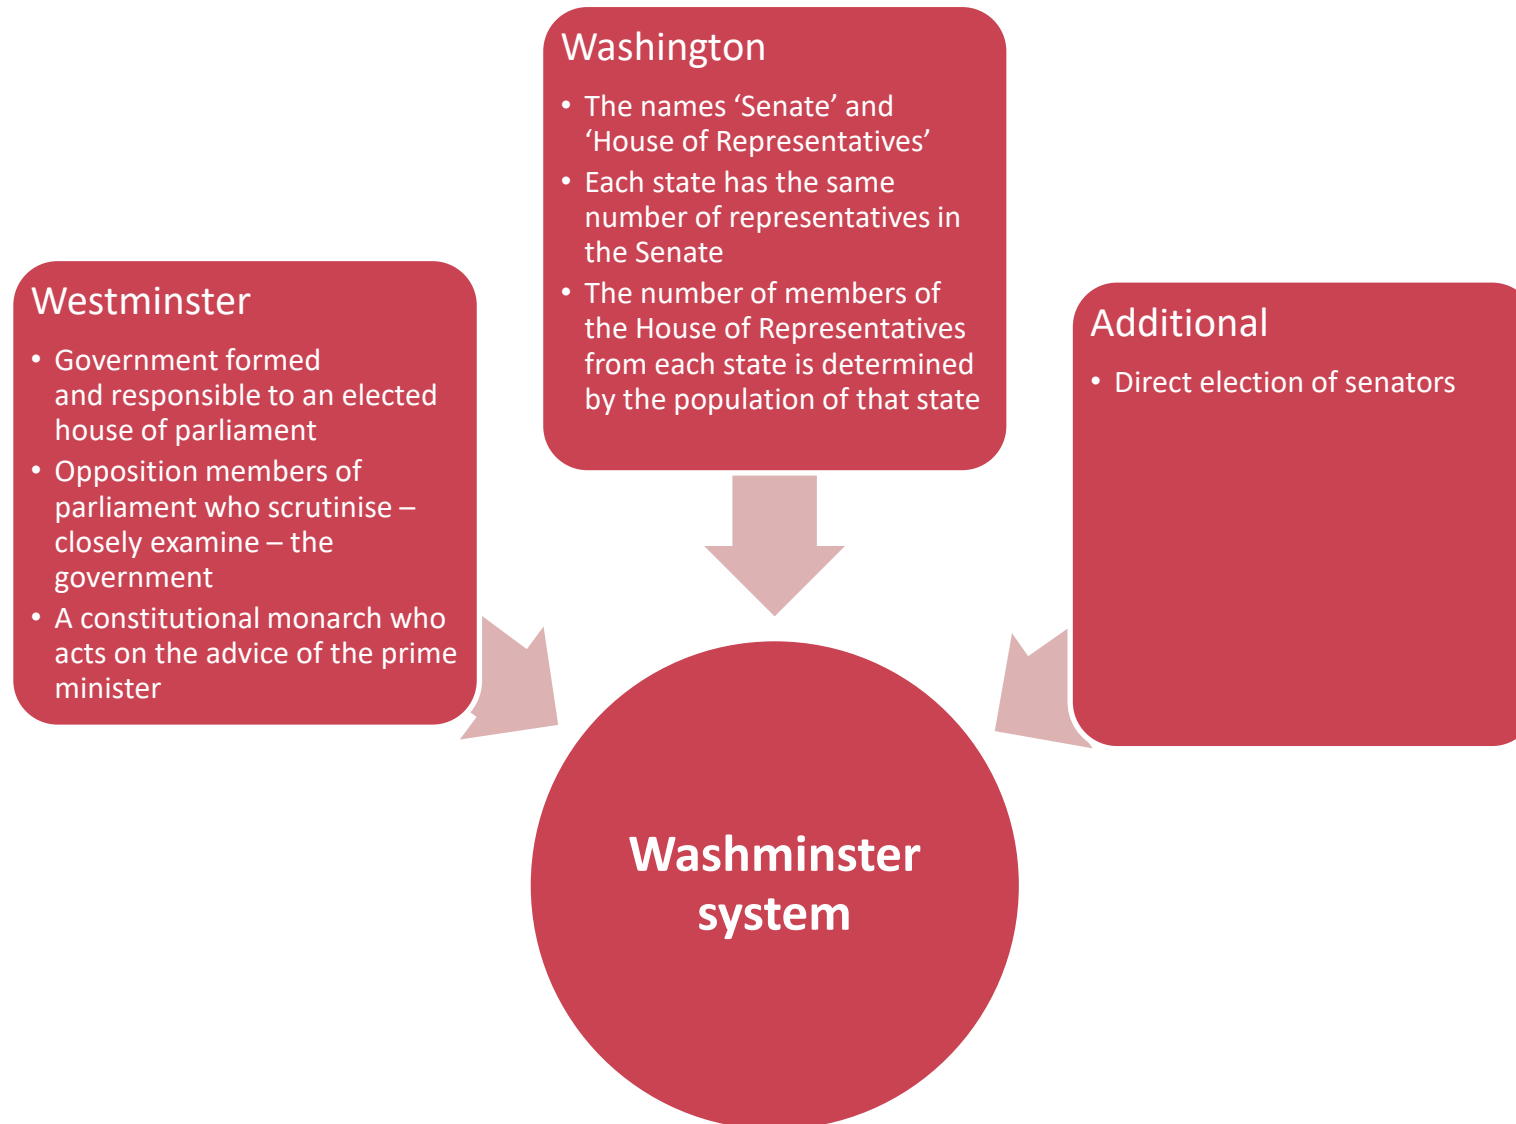 Washington
• The names ‘Senate’ and
‘House of Representatives’
• Each state has the same
number of representatives in
the Senate
• The number of members of
the House of Representatives
from each state is determined
by the population of that state
Westminster
• Government formed
and responsible to an elected
house of parliament
• Opposition members of
parliament who scrutinise –
closely examine – the
government
• A constitutional monarch who
acts on the advice of the prime
minister
Additional
• Direct election of senators
Washminster
system